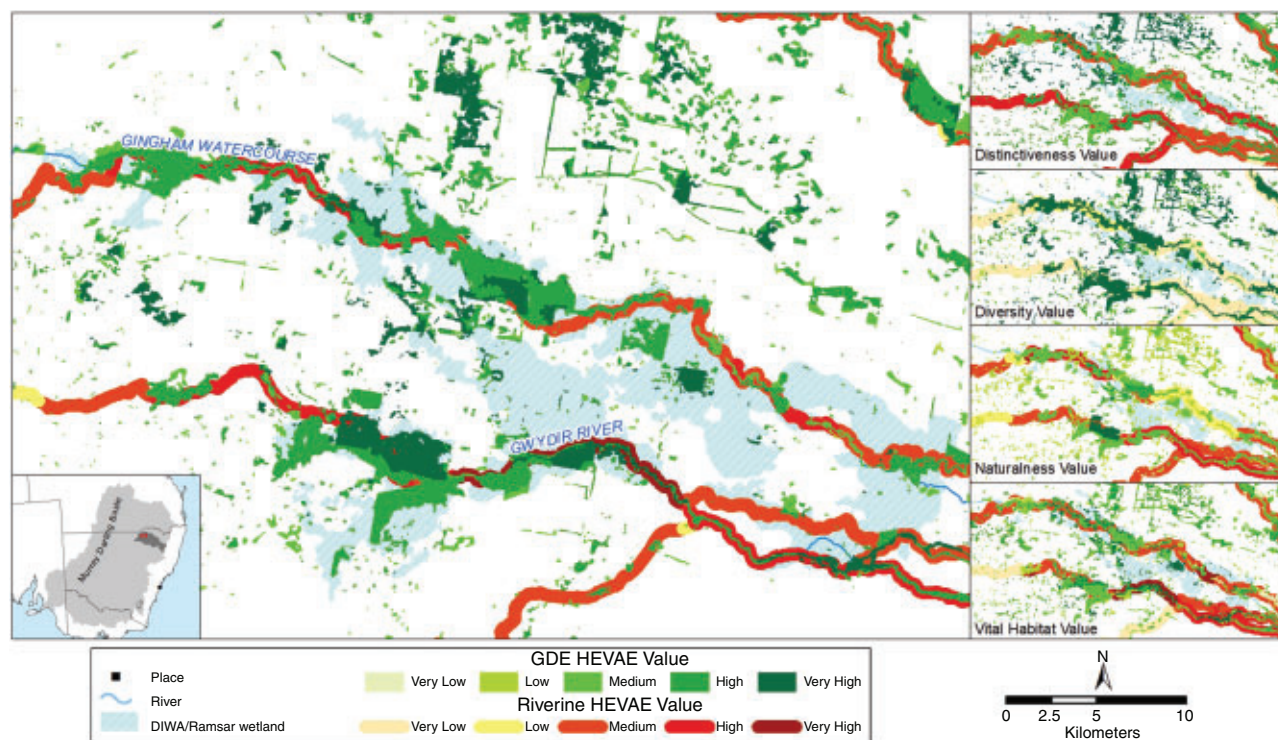 GINGHAM WATERCOURSE
GWYDIR RIVER
Murray Darling Basin
Distinctiveness Value
Diversity Value
Naturalness Value
Vital Habitat Value
Place
River
DIWA/Ramsar wetland
GDE HEVAE Value
Very Low Low Medium High Very High
Riverine HEVAE Value
Very Low Low Medium High Very High
N
0 2.5 5 10
Kilometers